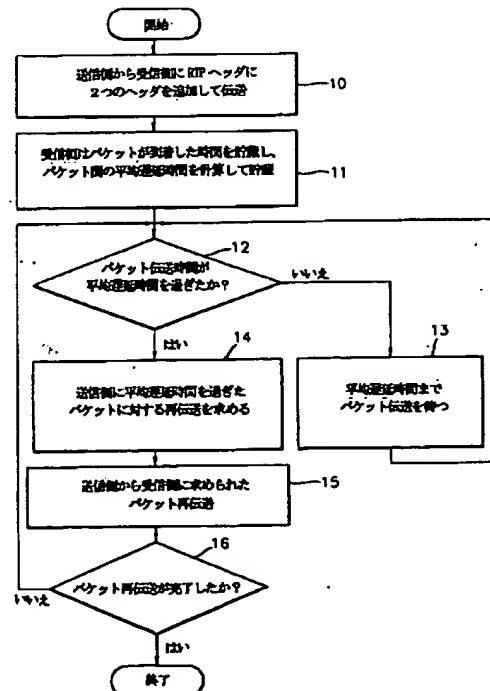 開始
送信側から受信側に RTP ヘッダに
2つのヘッダを追加して伝送
10
受信側はパケットが到着した時間を貯蔵し、
パケット間の平均遅延時間を計算して貯蔵
11
12
パケット伝送時間が
平均遅延時間を過ぎたか?
いいえ
はい
14
13
送信側に平均遅延時間を過ぎた
パケットに対する再伝送を求める
平均遅延時間まで
パケット伝送を待つ
15
送信側から受信側に求められた
パケット再伝送
16
パケット再伝送が完了したか?
いいえ
はい
終了